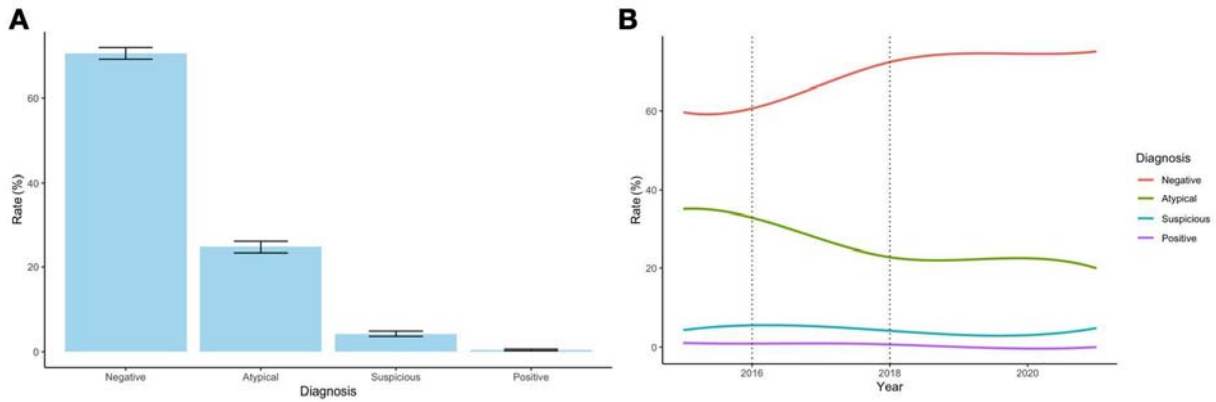 A
Rate (%)
60
40
20
0
Negative
Atypical
Suspicious
Positive
Diagnosis
B
Rate (%)
60
40
20
0
2016
2018
2020
Year
Diagnosis
Negative
Atypical
Suspicious
Positive